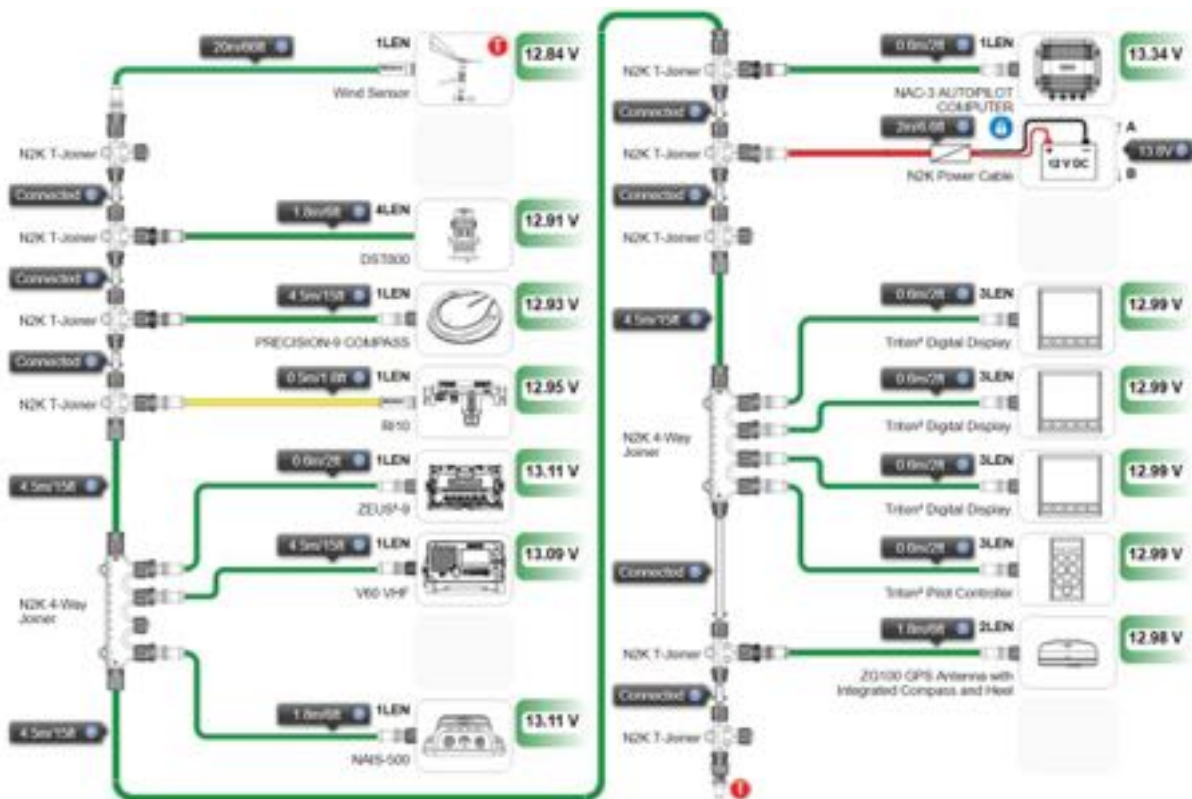 20m/66ft
1LEN
12.84 V
Wind Sensor
N2K T-Joiner
Connected
1.8m/6ft
4LEN
12.91 V
N2K T-Joiner
DST800
Connected
4.5m/15ft
1LEN
12.93 V
N2K T-Joiner
PRECISION-9 COMPASS
Connected
0.5m/1.6ft
1LEN
12.95 V
N2K T-Joiner
RI10
4.5m/15ft
0.6m/2ft
1LEN
13.11 V
ZEUS³-9
4.5m/15ft
1LEN
13.09 V
V60 VHF
N2K 4-Way
Joiner
4.5m/15ft
1.8m/6ft
1LEN
13.11 V
NAIS-500
0.6m/2ft
1LEN
13.34 V
N2K T-Joiner
NAC-3 AUTOPILOT
COMPUTER
Connected
2m/6.6ft
A
N2K T-Joiner
12 V DC
B
N2K Power Cable
Connected
N2K T-Joiner
4.5m/15ft
0.6m/2ft
3LEN
12.99 V
Triton² Digital Display
0.6m/2ft
3LEN
12.99 V
Triton² Digital Display
N2K 4-Way
Joiner
0.6m/2ft
3LEN
12.99 V
Triton² Digital Display
0.6m/2ft
3LEN
12.99 V
Triton² Pilot Controller
Connected
1.8m/6ft
2LEN
12.98 V
N2K T-Joiner
ZG100 GPS Antenna with
Integrated Compass and Heel
Connected
N2K T-Joiner